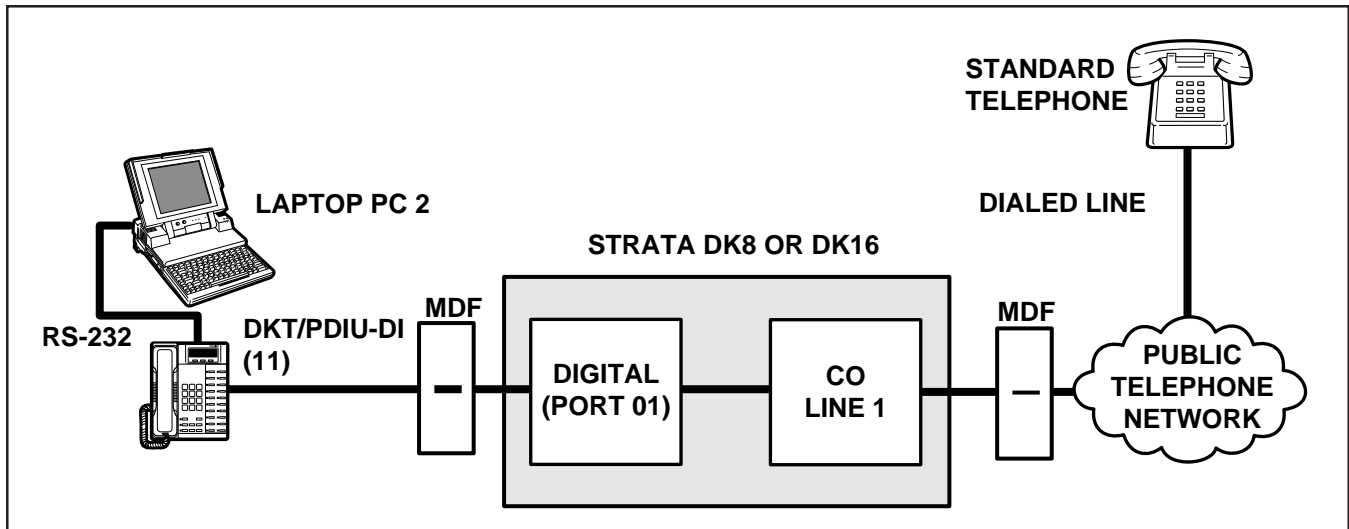 STANDARD
TELEPHONE
LAPTOP PC 2
DIALED LINE
STRATA DK8 OR DK16
RS-232
DKT/PDIU-DI
(11)
MDF
DIGITAL
(PORT 01)
CO
LINE 1
MDF
PUBLIC
TELEPHONE
NETWORK